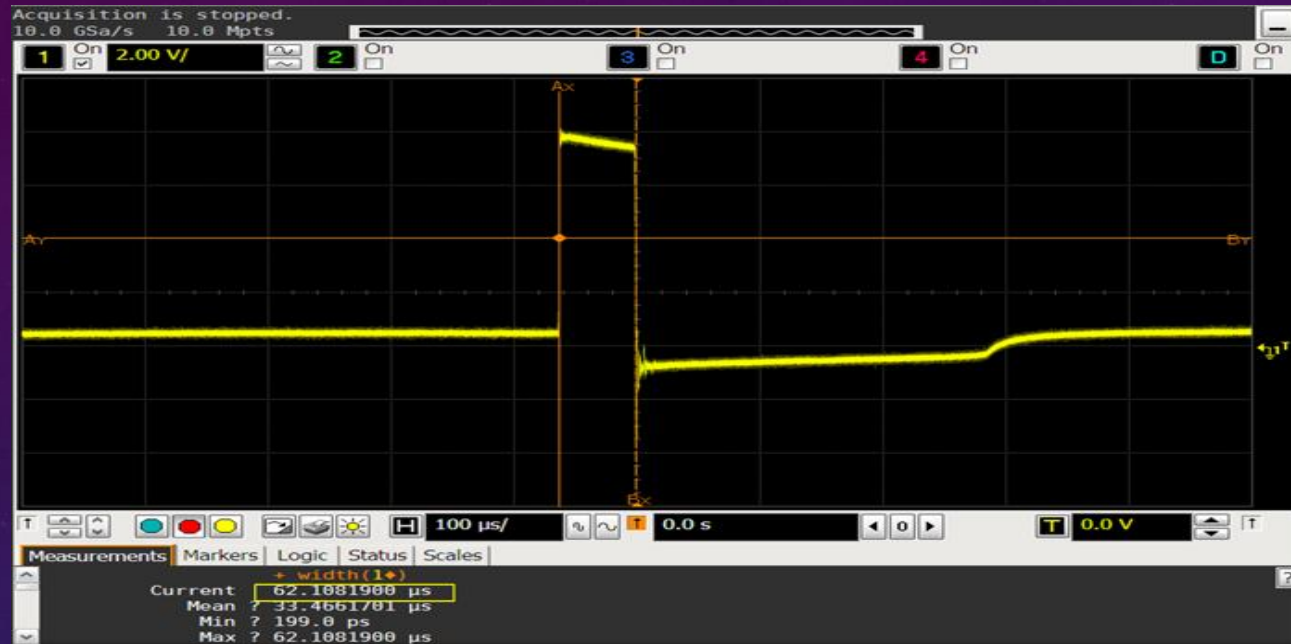 Acquisition is stopped.
10.0 GSa/s 10.0 Mpts
1 On 2.00 V/ 2 On 3 On 4 On D On
Ax
Ay By
Bx
H 100 µs/ T 0.0 s 0 T 0.0 V
Measurements Markers Logic Status Scales
+ width(1)
Current 62.1081900 µs
Mean ? 33.4661701 µs
Min ? 199.0 ps
Max ? 62.1081900 µs